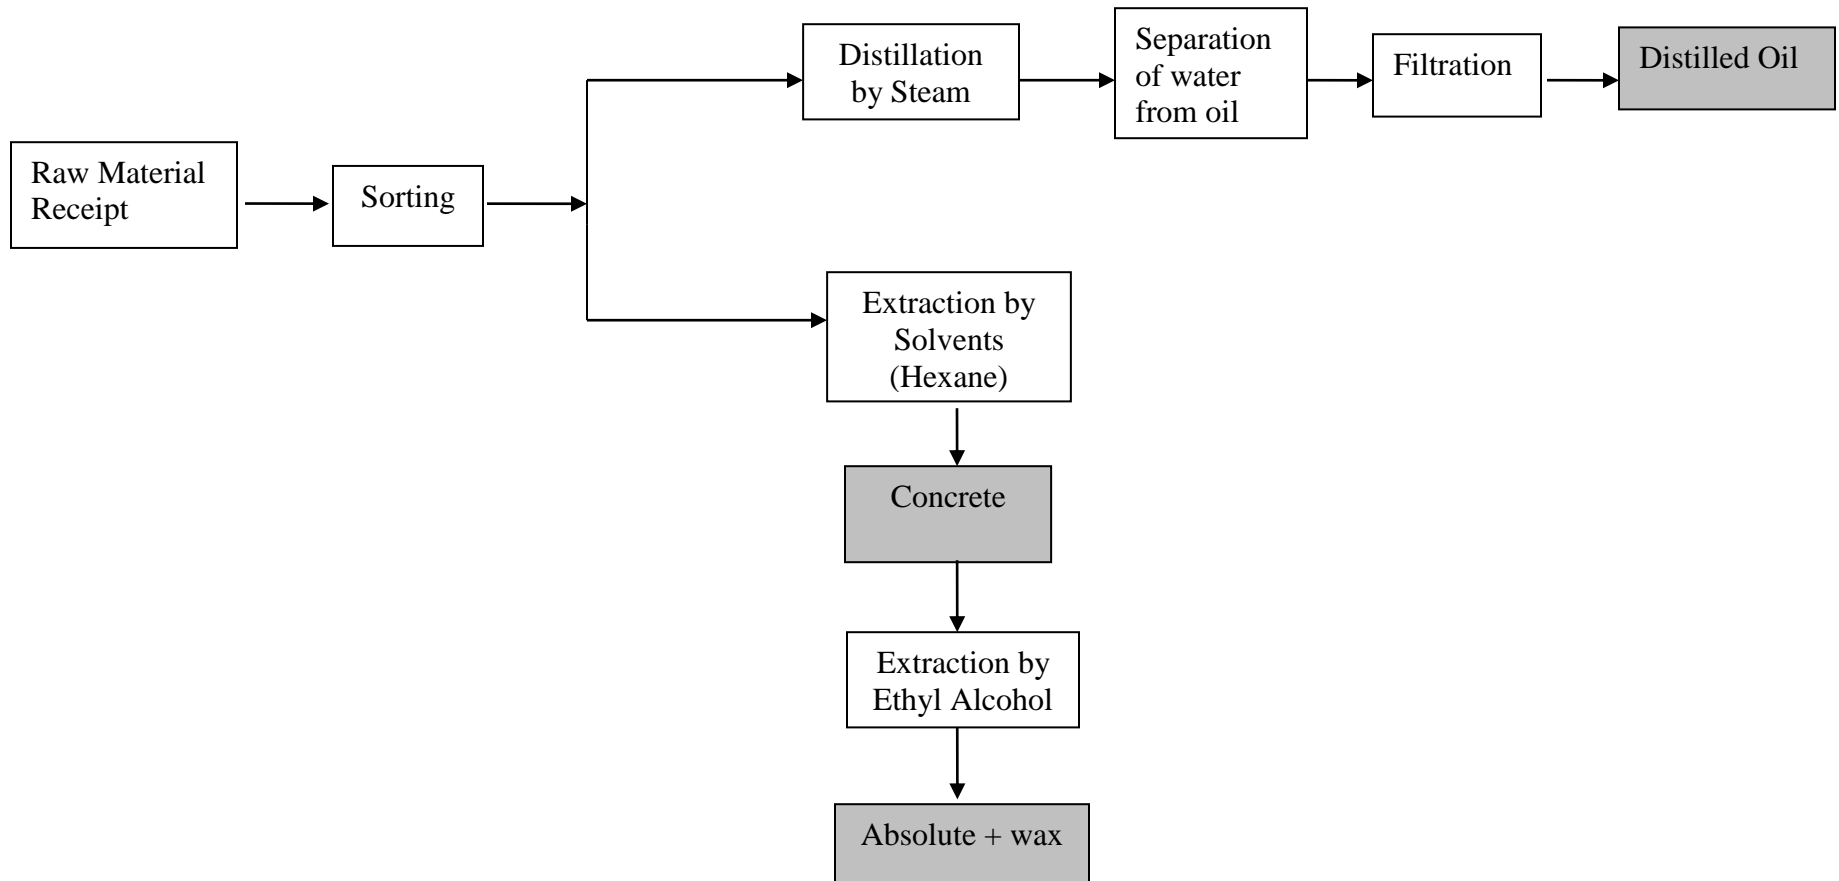 Raw Material
Receipt
Sorting
Distillation
by Steam
Separation
of water
from oil
Filtration
Distilled Oil
Extraction by
Solvents
(Hexane)
Concrete
Extraction by
Ethyl Alcohol
Absolute + wax